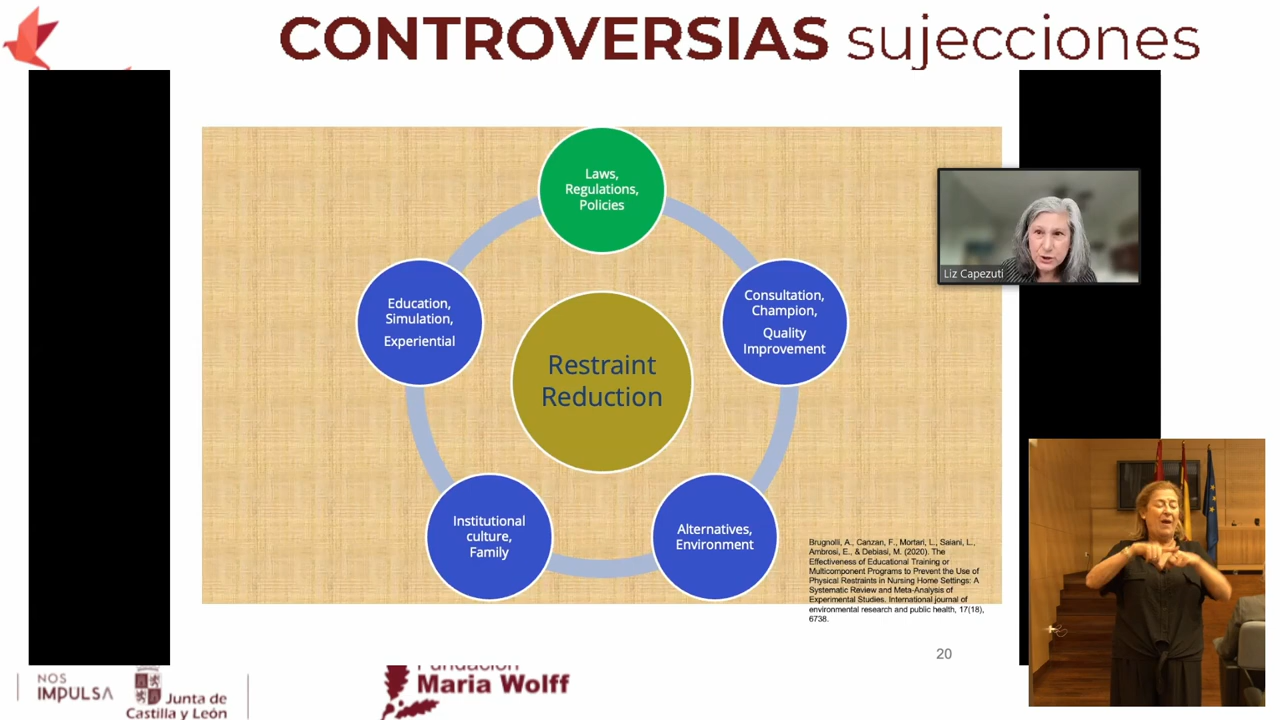 CONTROVERSIAS sujecciones
Laws,
Regulations,
Policies
Liz Capezuti
Education,
Simulation,
Experiential
Consultation,
Champion,
Quality
Improvement
Restraint
Reduction
Institutional
culture,
Family
Alternatives,
Environment
Brugnolli, A., Canzan, F., Mortari, L., Saiani, L.,
Ambrosi, E., & Debiasi, M. (2020). The
Effectiveness of Educational Training or
Multicomponent Programs to Prevent the Use of
Physical Restraints in Nursing Home Settings: A
Systematic Review and Meta-Analysis of
Experimental Studies. International journal of
environmental research and public health, 17(18),
6738.
20
NOS
IMPULSA
Junta de
Castilla y León
Fundación
Maria Wolff